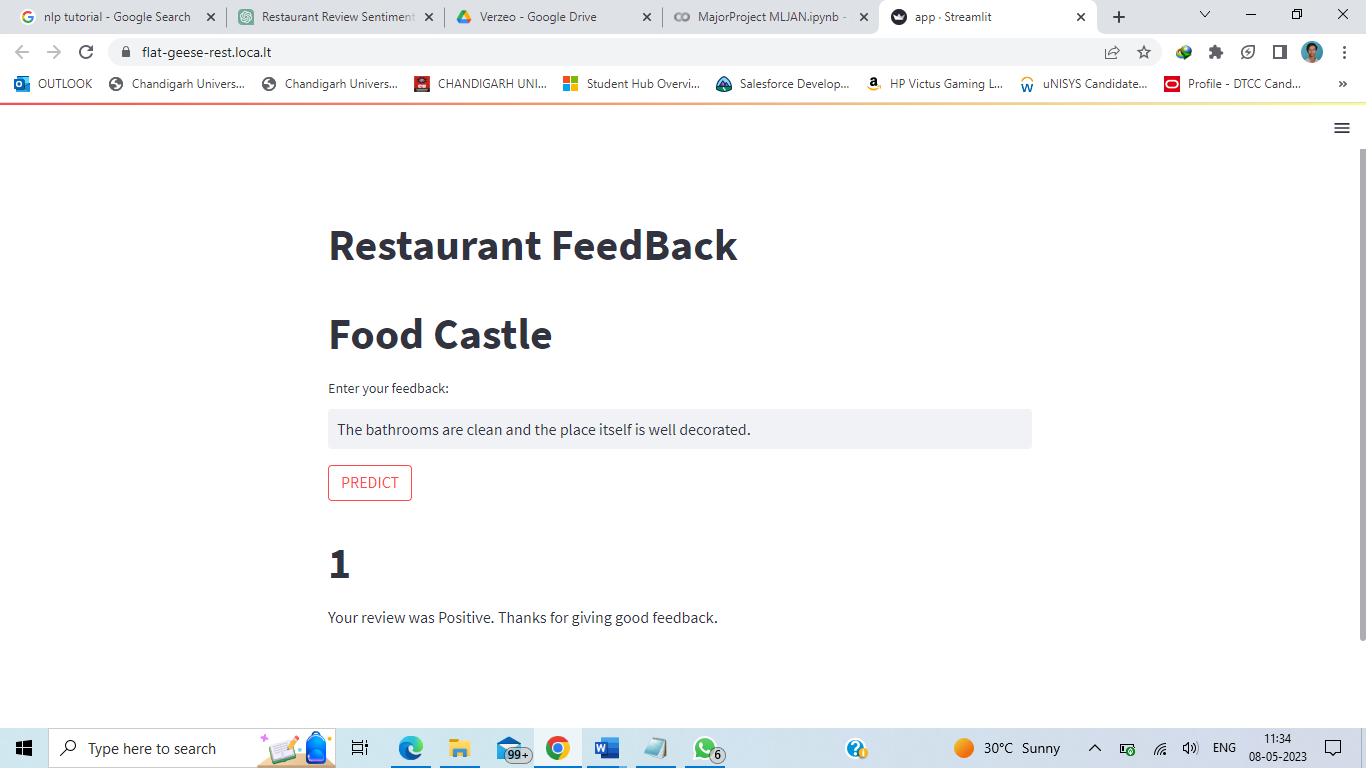 nlp tutorial - Google Search
Restaurant Review Sentiment
Verzeo - Google Drive
MajorProject MLJAN.ipynb -
app · Streamlit
flat-geese-rest.loca.lt
OUTLOOK
Chandigarh Univers...
Chandigarh Univers...
CHANDIGARH UNI...
Student Hub Overvi...
Salesforce Develop...
HP Victus Gaming L...
uNISYS Candidate...
Profile - DTCC Cand...
Restaurant FeedBack
Food Castle
Enter your feedback:
The bathrooms are clean and the place itself is well decorated.
PREDICT
1
Your review was Positive. Thanks for giving good feedback.
Type here to search
99+
6
30°C Sunny
ENG
11:34
08-05-2023